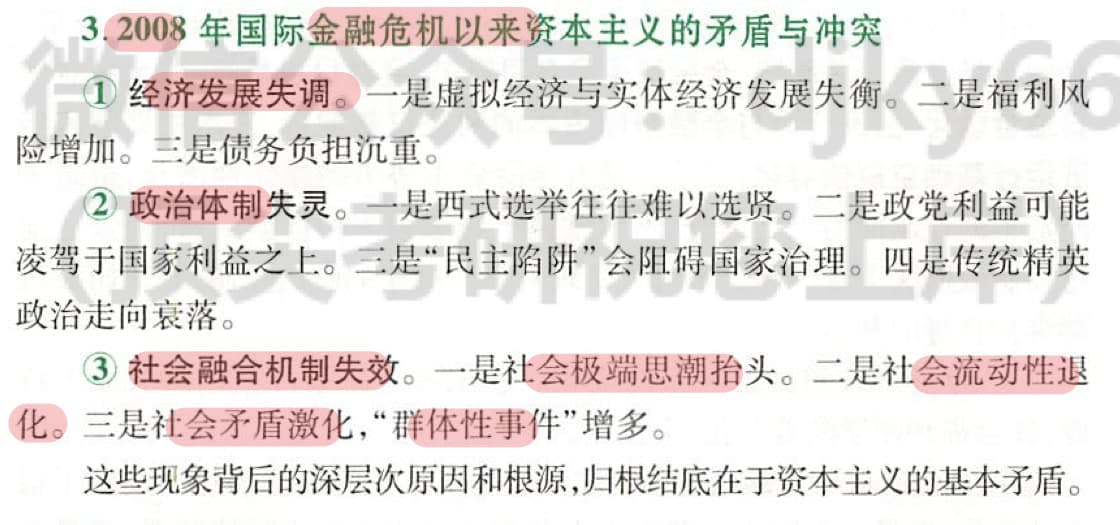 3. 2008 年国际金融危机以来资本主义的矛盾与冲突
① 经济发展失调。一是虚拟经济与实体经济发展失衡。二是福利风
险增加。三是债务负担沉重。
② 政治体制失灵。一是西式选举往往难以选贤。二是政党利益可能
凌驾于国家利益之上。三是“民主陷阱”会阻碍国家治理。四是传统精英
政治走向衰落。
③ 社会融合机制失效。一是社会极端思潮抬头。二是社会流动性退
化。三是社会矛盾激化,“群体性事件”增多。
这些现象背后的深层次原因和根源,归根结底在于资本主义的基本矛盾。
微信公众号:djky66
(顶尖考研祝您上岸)